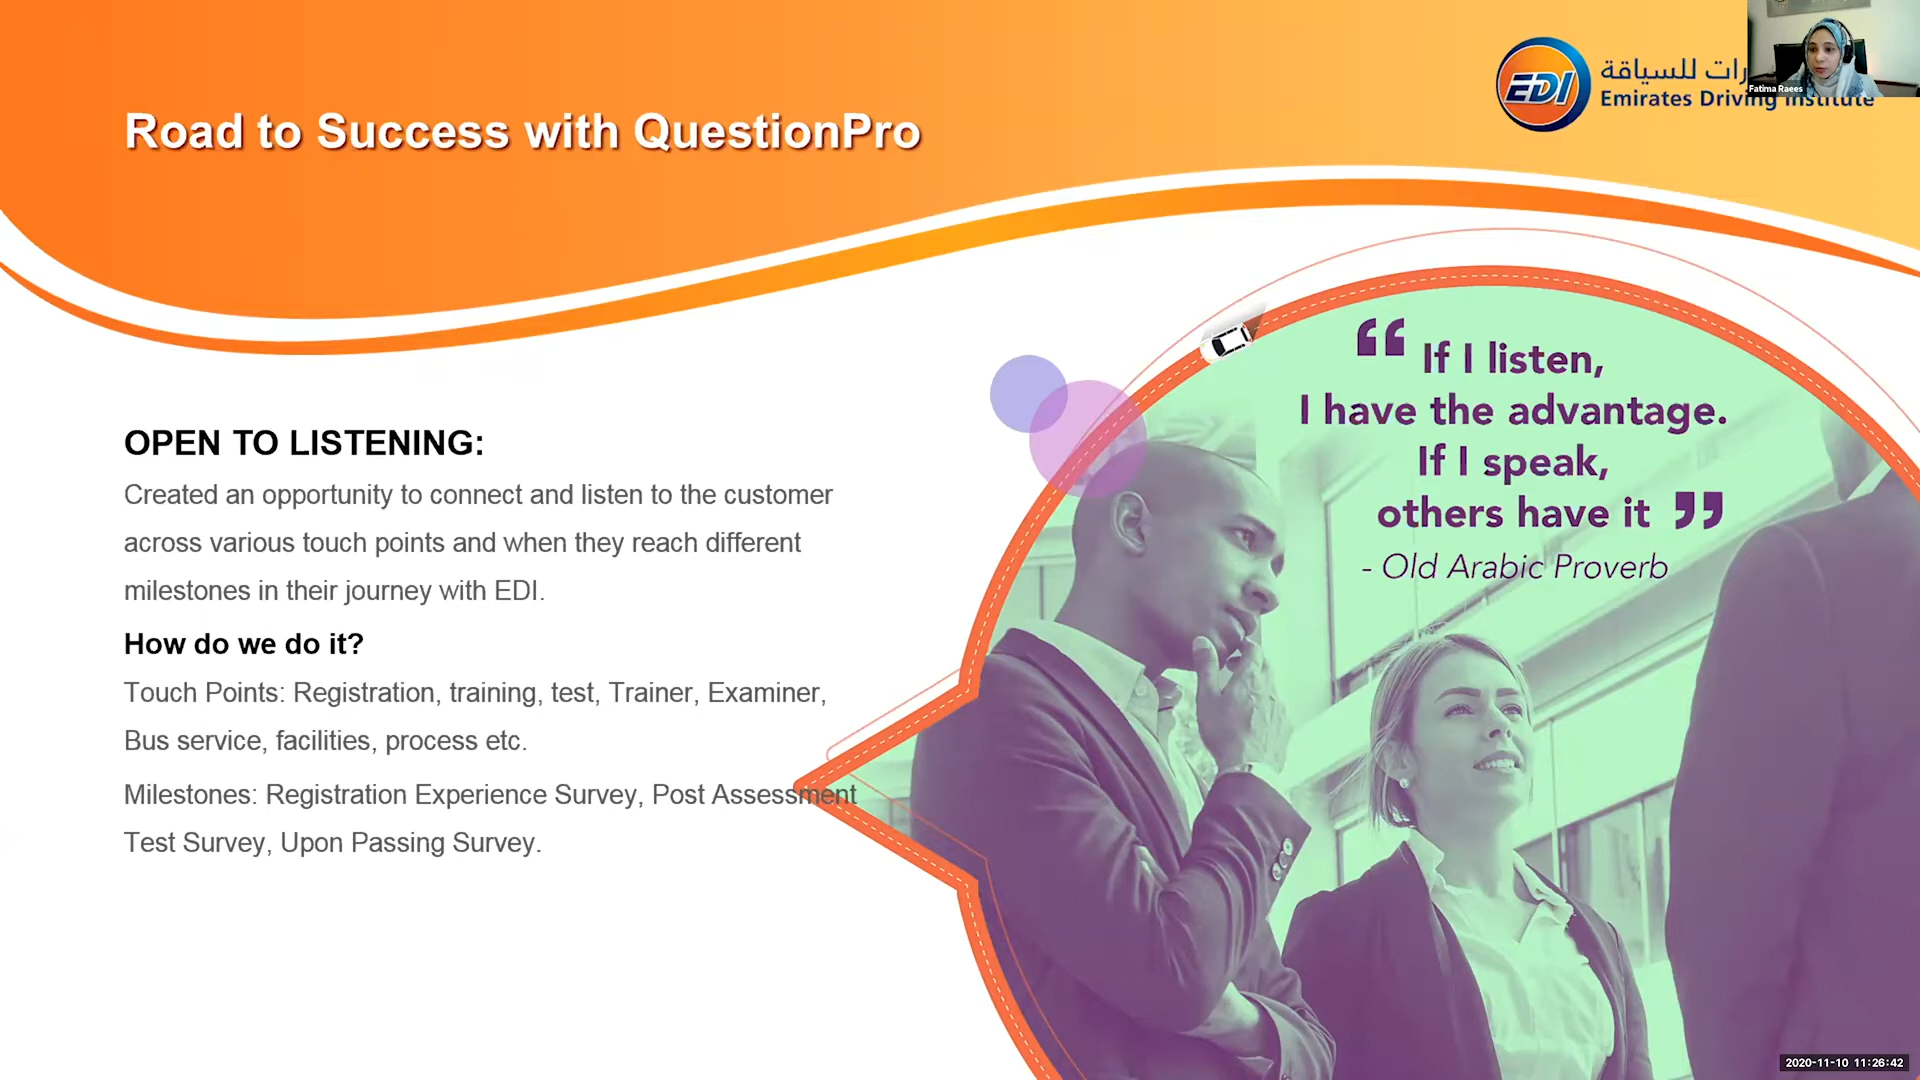 Road to Success with QuestionPro
EDI
رات للسياقة
Emirates Driving Institute
Fatima Raees
OPEN TO LISTENING:
Created an opportunity to connect and listen to the customer
across various touch points and when they reach different
milestones in their journey with EDI.
How do we do it?
Touch Points: Registration, training, test, Trainer, Examiner,
Bus service, facilities, process etc.
Milestones: Registration Experience Survey, Post Assessment
Test Survey, Upon Passing Survey.
“ If I listen,
I have the advantage.
If I speak,
others have it ”
- Old Arabic Proverb
2020-11-10 11:26:42